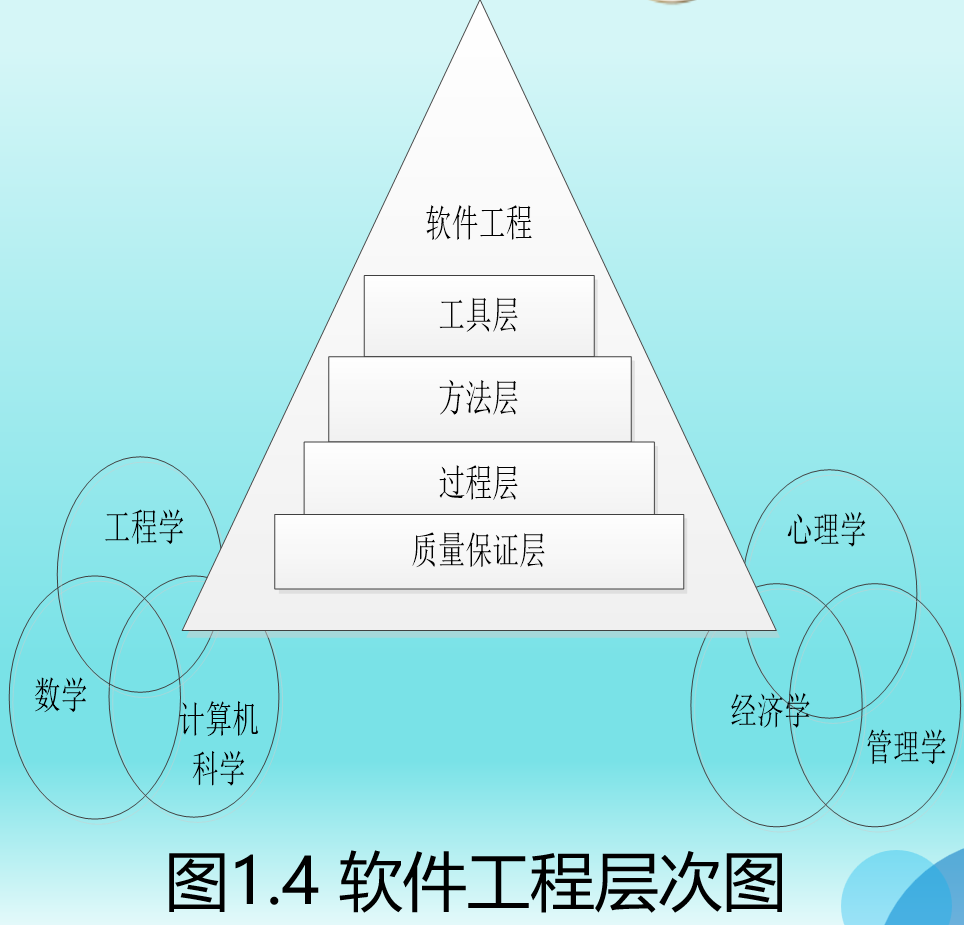 软件工程
工具层
方法层
过程层
质量保证层
工程学
数学
计算机
科学
心理学
经济学
管理学
图1.4 软件工程层次图